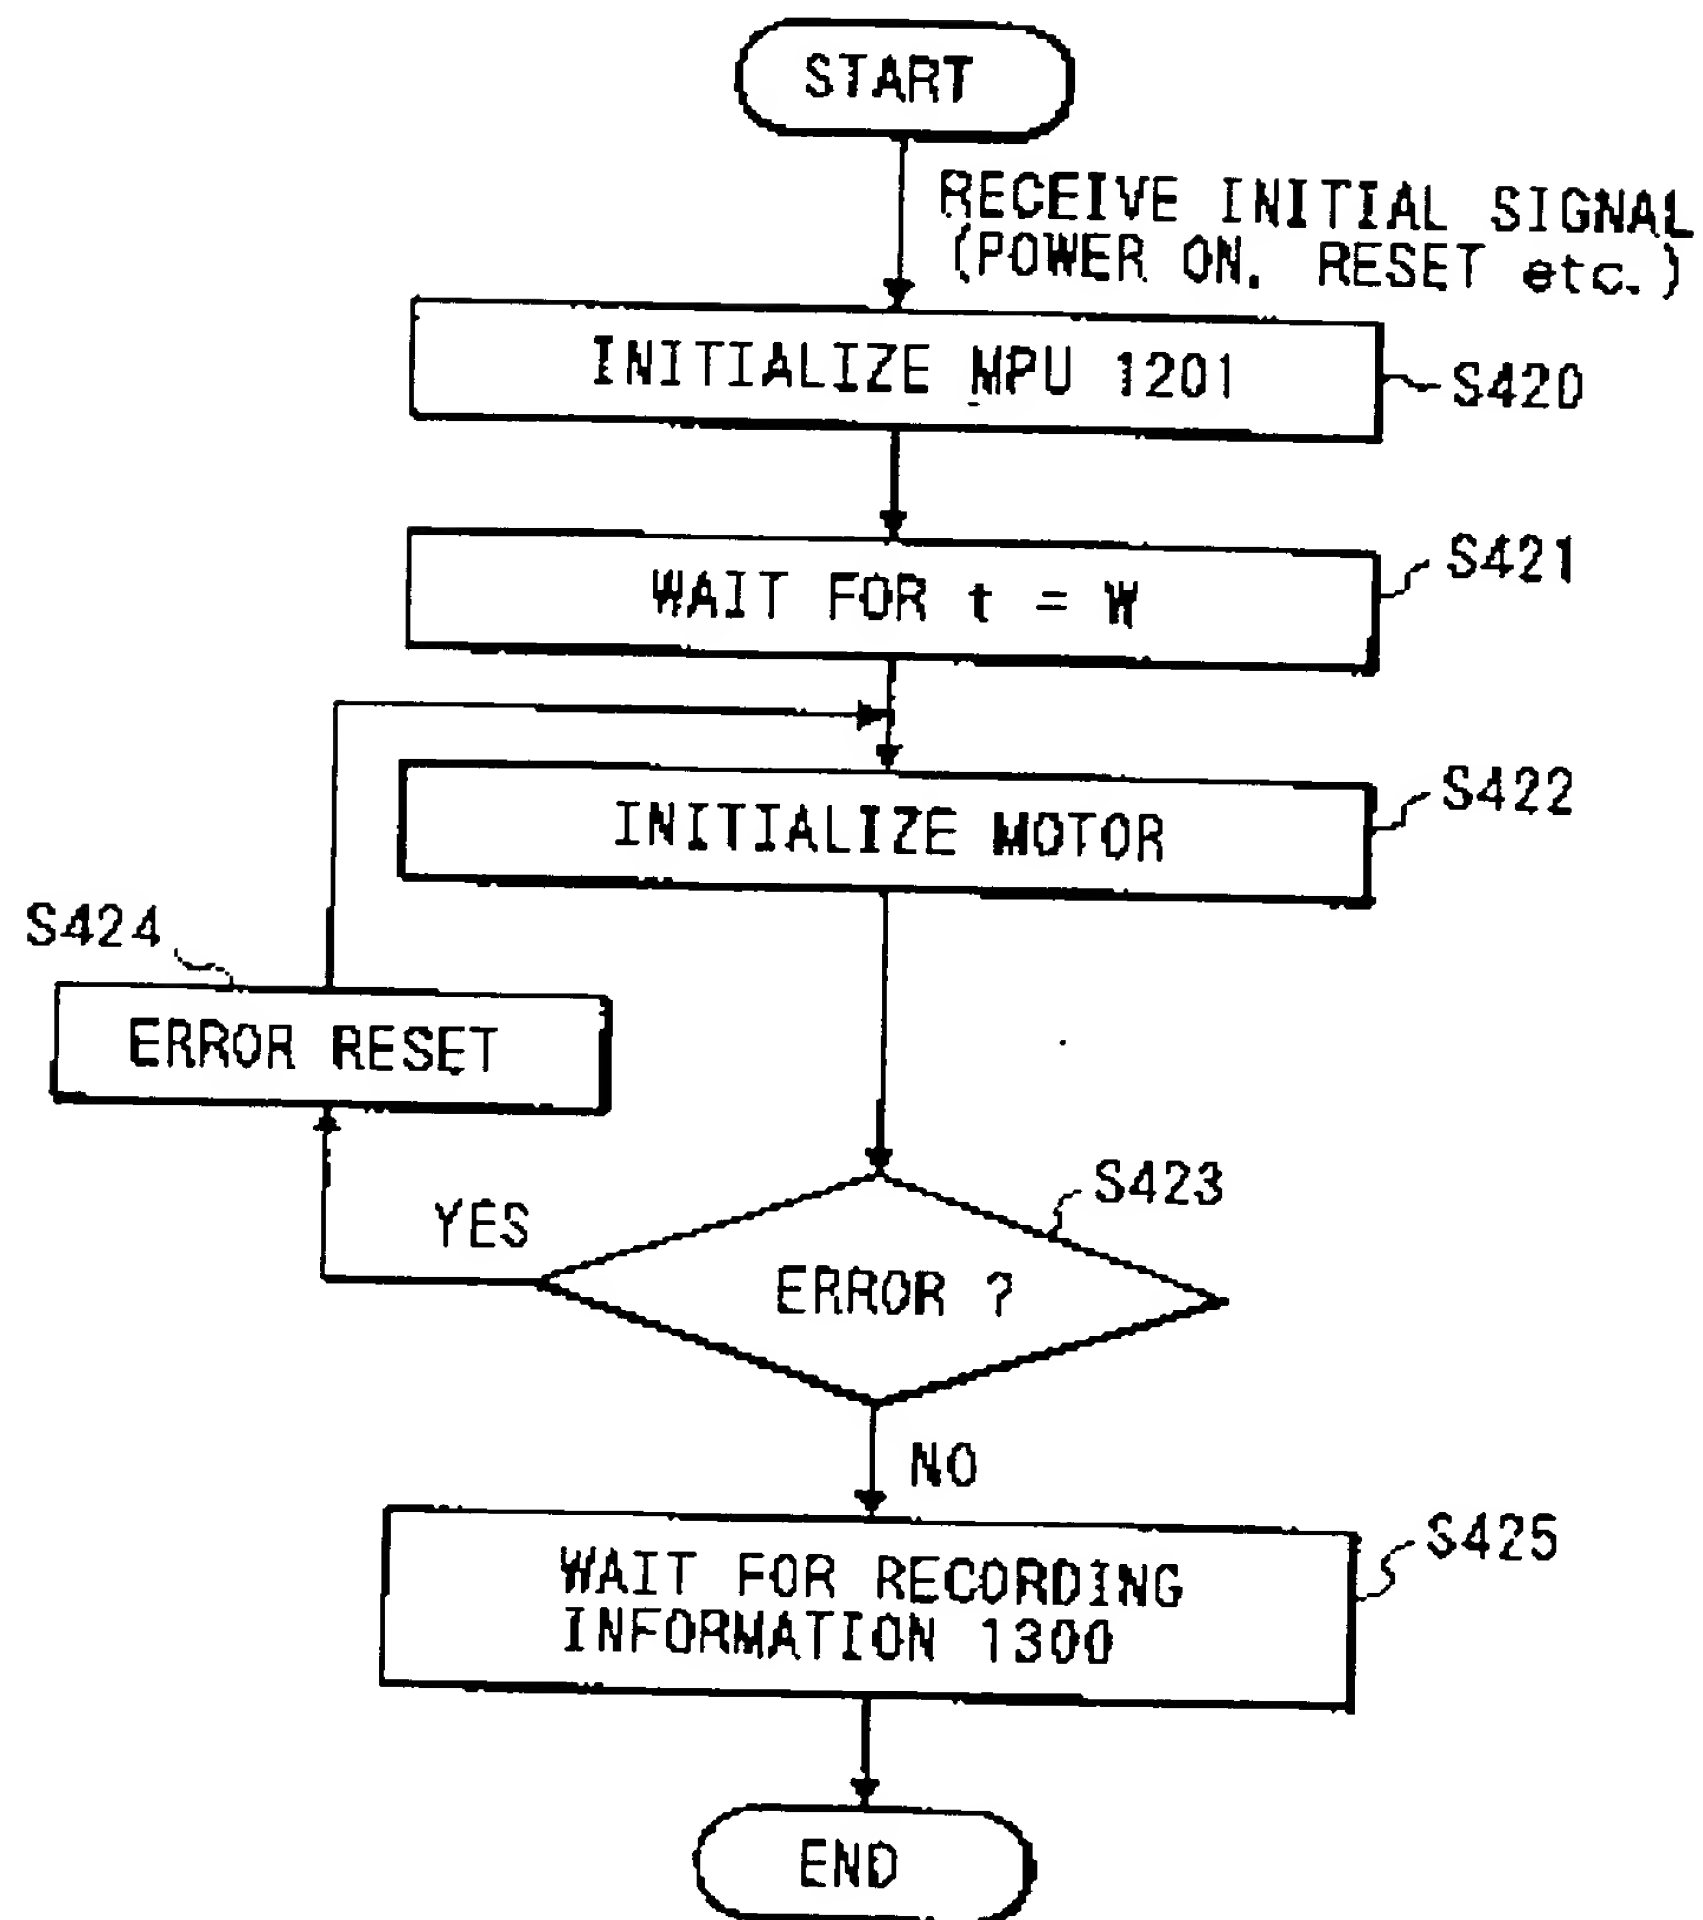 START
RECEIVE INITIAL SIGNAL
(POWER ON. RESET etc.)
INITIALIZE MPU 1201
S420
WAIT FOR t = W
S421
INITIALIZE MOTOR
S422
S424
ERROR RESET
YES
ERROR ?
S423
NO
WAIT FOR RECORDING
INFORMATION 1300
S425
END